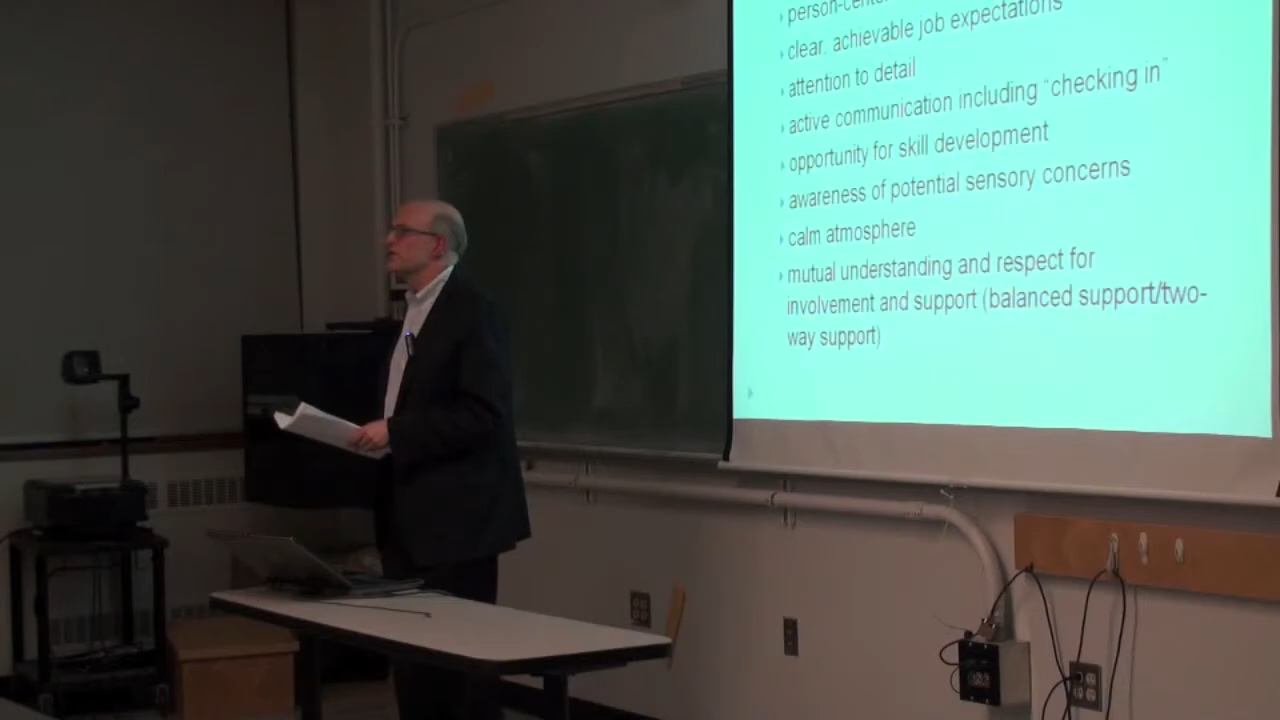 clear, achievable job expectations
attention to detail
active communication including "checking in"
opportunity for skill development
awareness of potential sensory concerns
calm atmosphere
mutual understanding and respect for
involvement and support (balanced support/two-
way support)